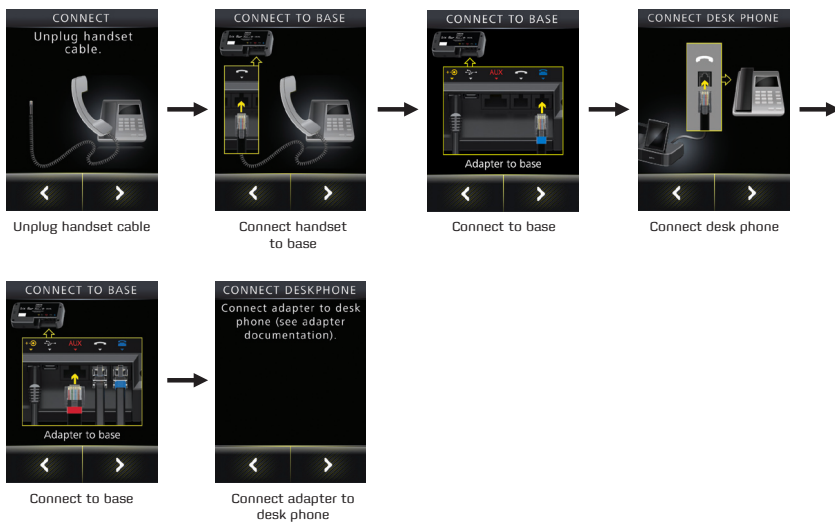 CONNECT
Unplug handset
cable.
Unplug handset cable
CONNECT TO BASE
Connect handset
to base
CONNECT TO BASE
AUX
Adapter to base
Connect to base
CONNECT DESK PHONE
Connect desk phone
CONNECT TO BASE
AUX
Adapter to base
Connect to base
CONNECT DESKPHONE
Connect adapter to desk
phone (see adapter
documentation).
Connect adapter to
desk phone